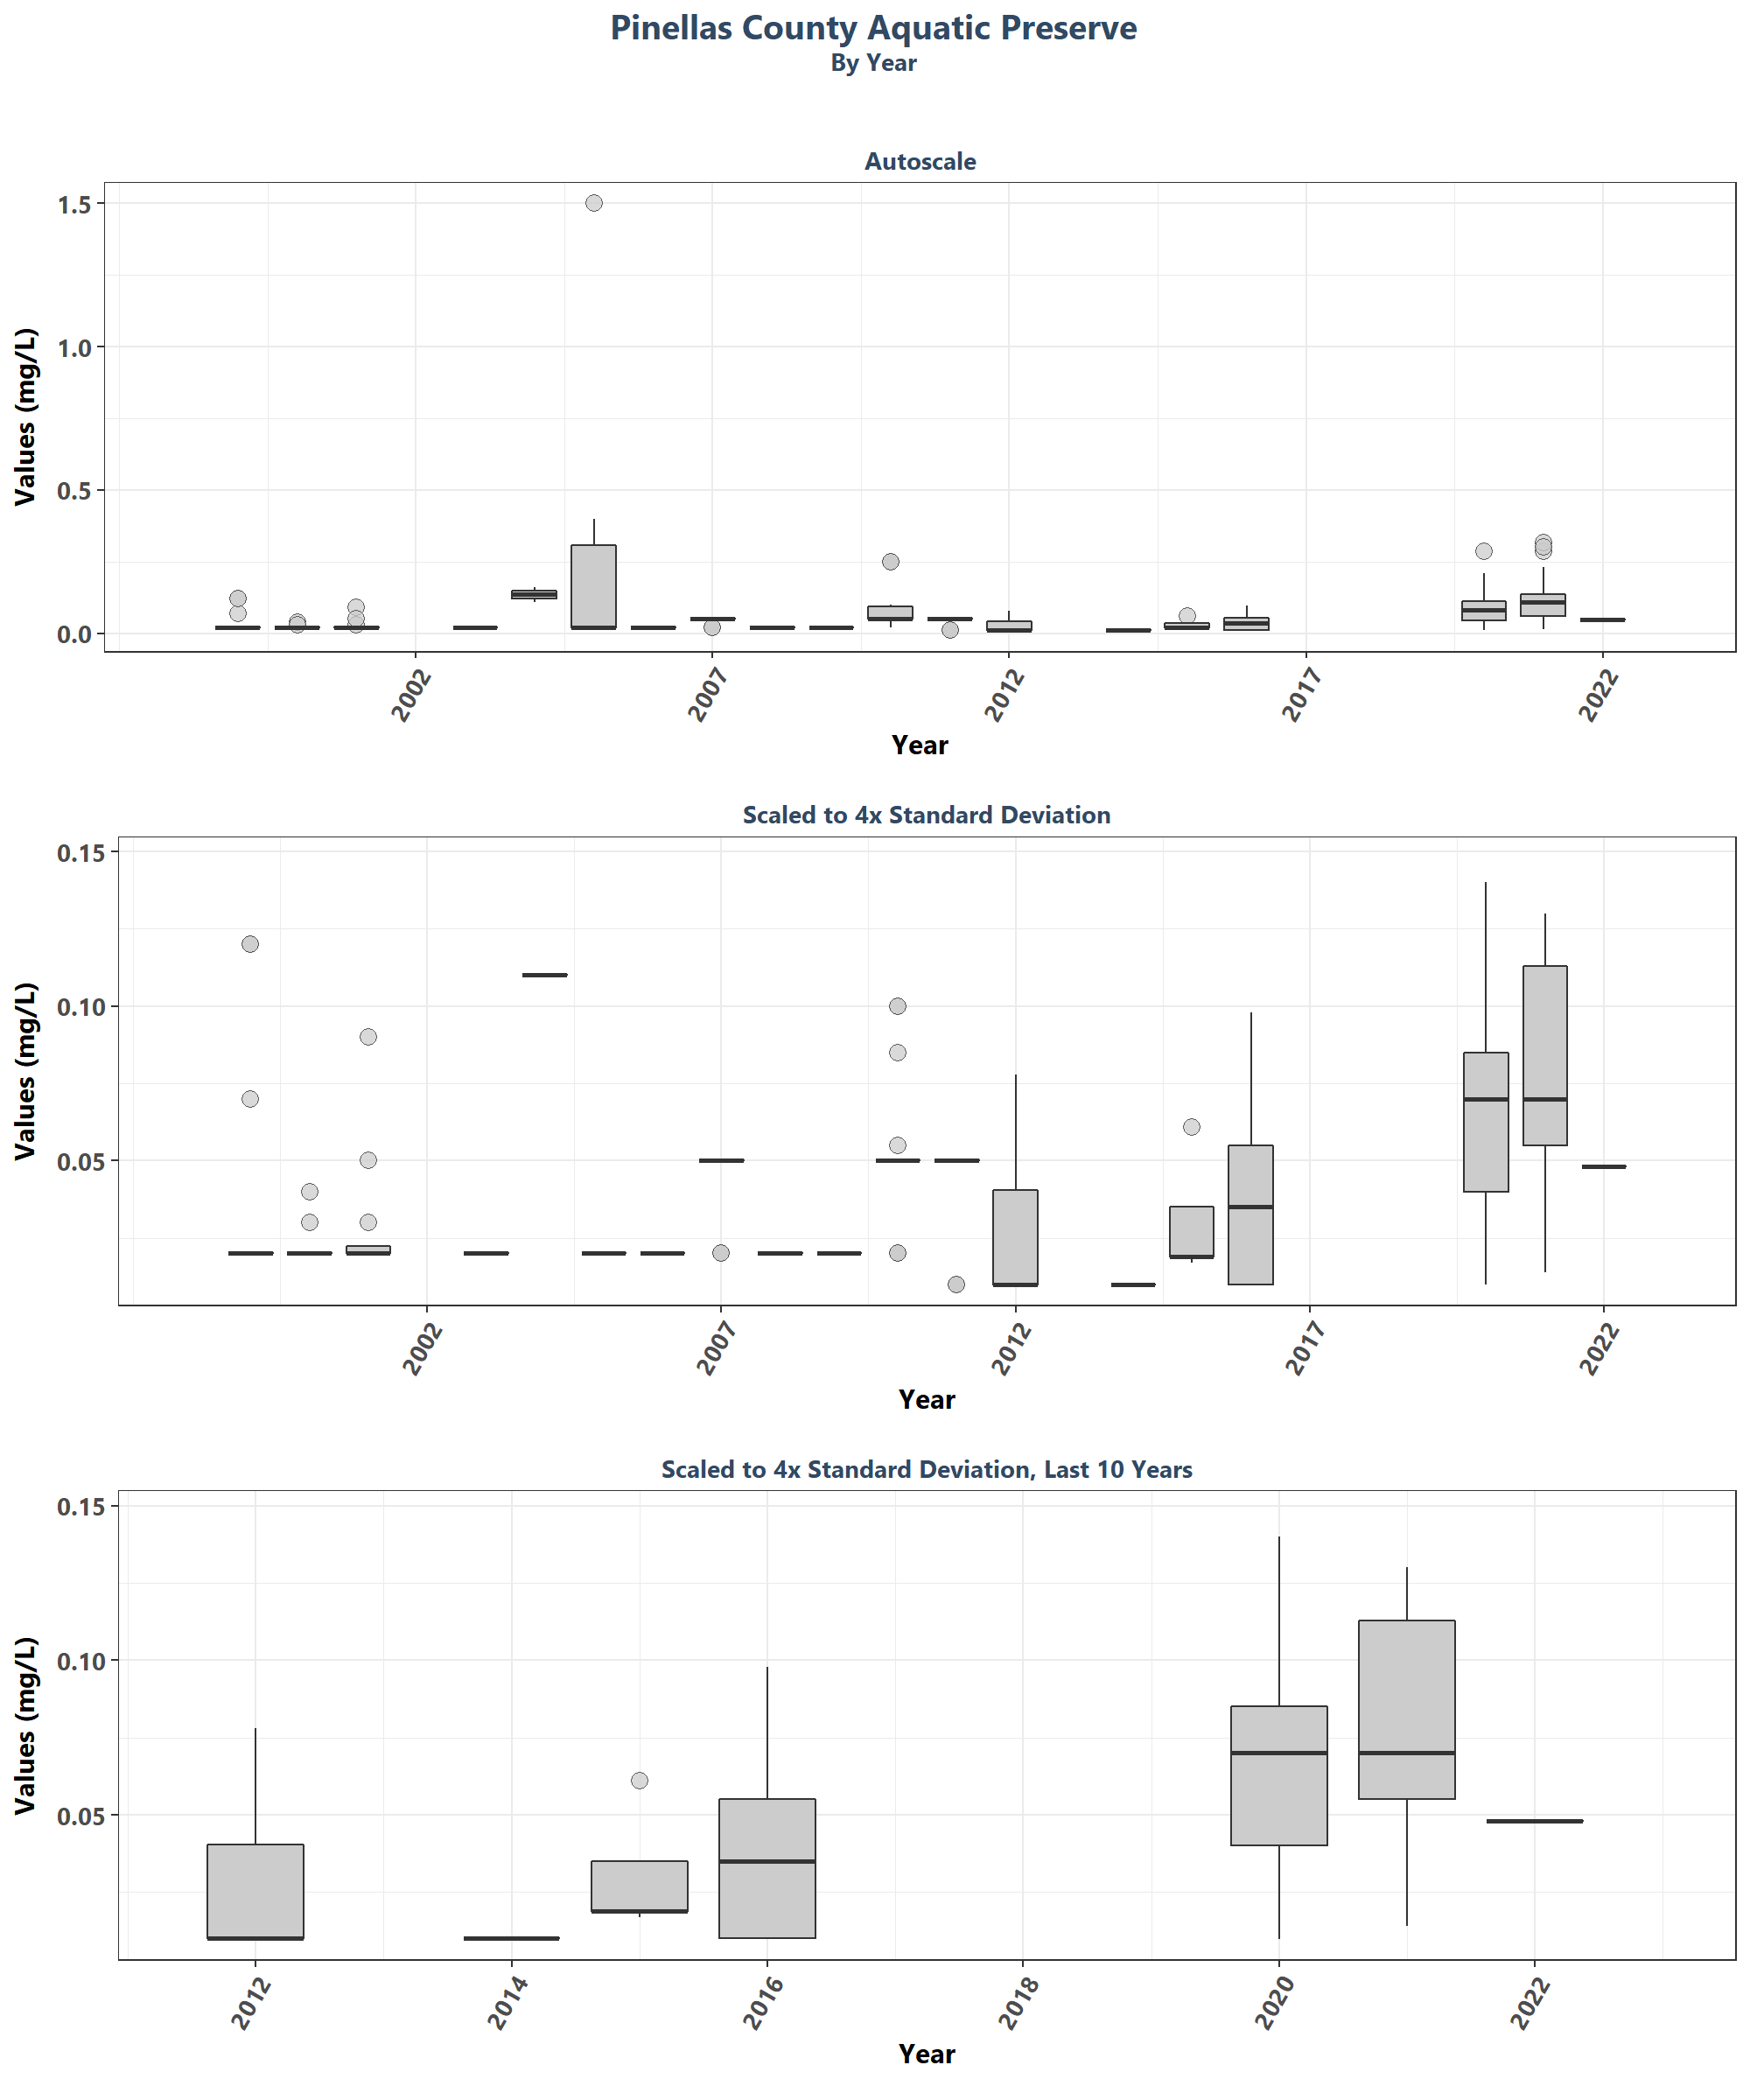 Pinellas County Aquatic Preserve
By Year
Autoscale
Values (mg/L)
1.5
1.0
0.5
0.0
2002
2007
2012
2017
2022
Year
Scaled to 4x Standard Deviation
Values (mg/L)
0.15
0.10
0.05
2002
2007
2012
2017
2022
Year
Scaled to 4x Standard Deviation, Last 10 Years
Values (mg/L)
0.15
0.10
0.05
2012
2014
2016
2018
2020
2022
Year